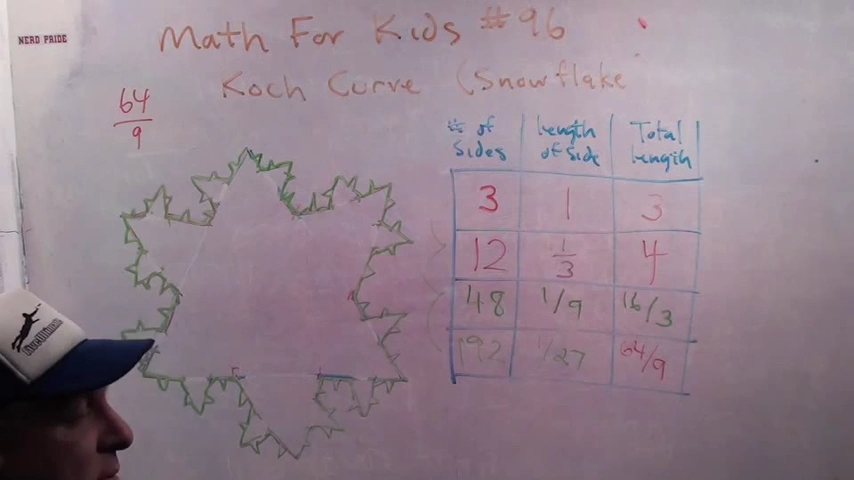 NERD PRIDE
Math For Kids #96
Koch Curve (Snowflake
64
9
# of Sides
Length of Side
Total Length
3 1 3
12 1/3 4
48 1/9 16/3
192 1/27 64/9